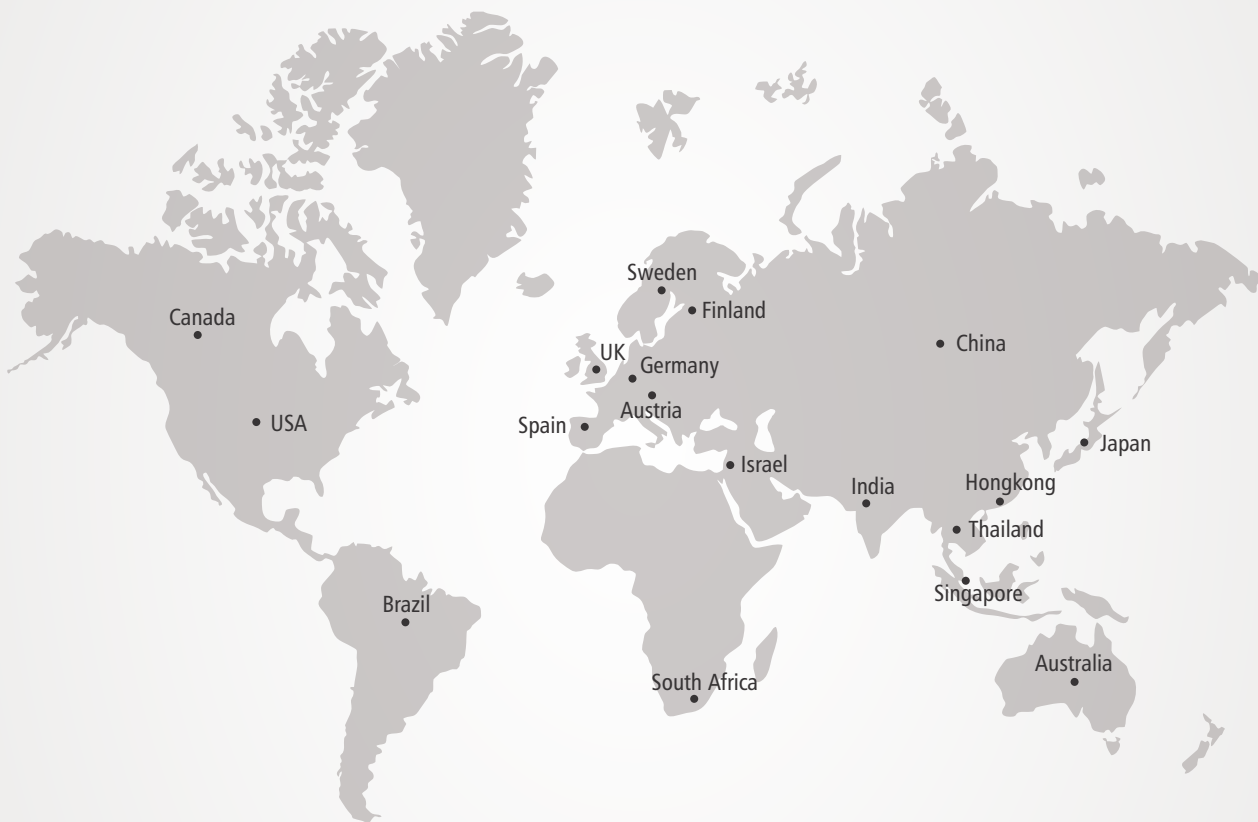 Sweden
Finland
Canada
China
UK
Germany
Austria
USA
Spain
Japan
Israel
India
Hongkong
Thailand
Singapore
Brazil
Australia
South Africa